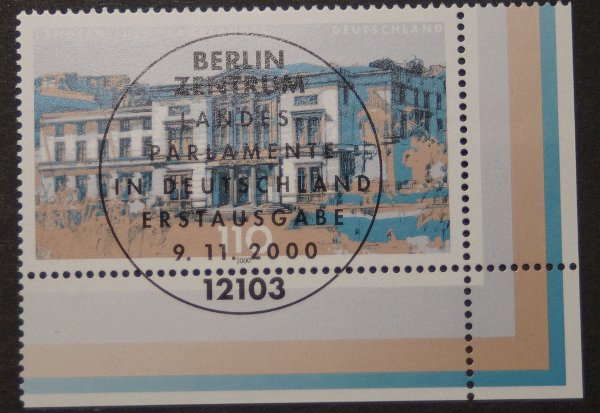 DEUTSCHLAND
BERLIN
ZENTRUM
LANDES
PARLAMENTE
IN DEUTSCHLAND
ERSTAUSGABE
110
9. 11. 2000
2000
12103